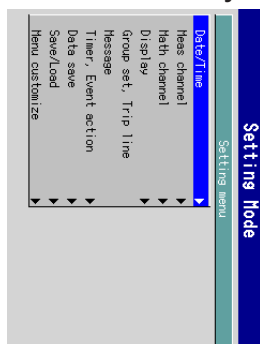 Setting Mode
Setting menu
Date/Time
Meas channel
Math channel
Display
Group set, Trip line
Message
Timer, Event action
Data save
Save/Load
Menu customize